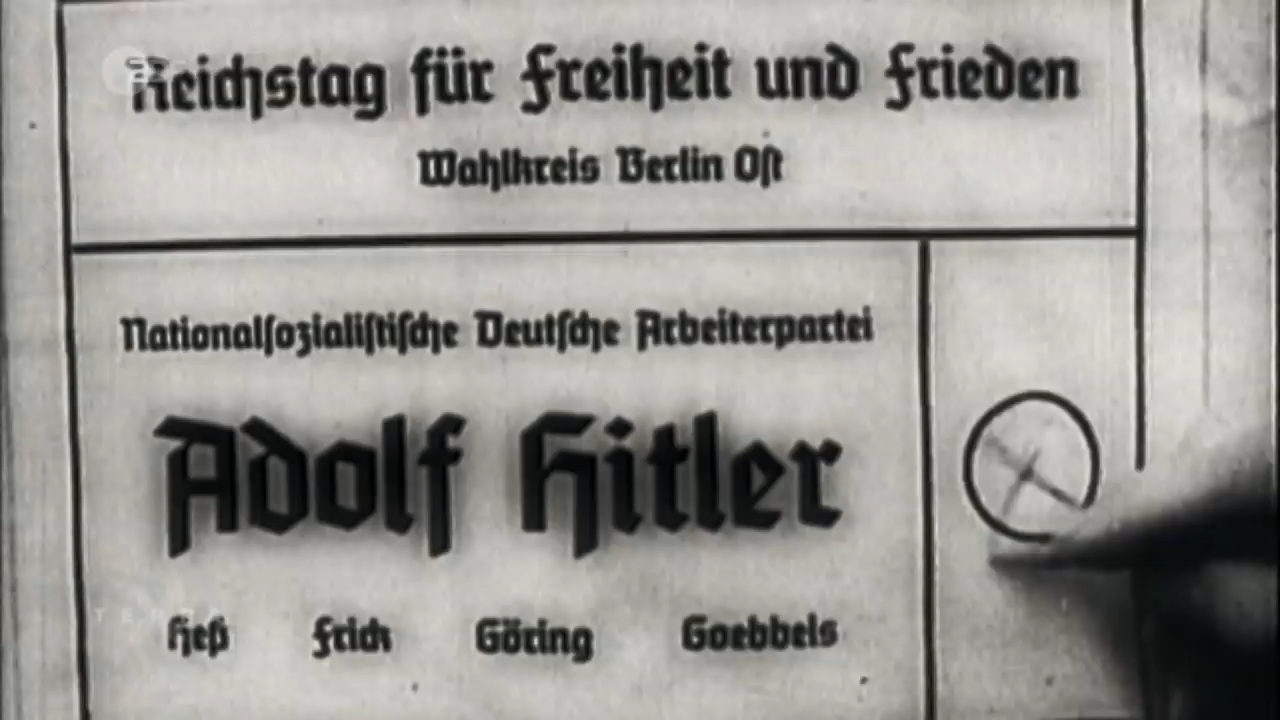 Reichstag für Freiheit und Frieden
Wahlkreis Berlin Oſt
Nationalſozialiſtiſche Deutſche Arbeiterpartei
Adolf Hitler
Heß Frick Göring Goebbels